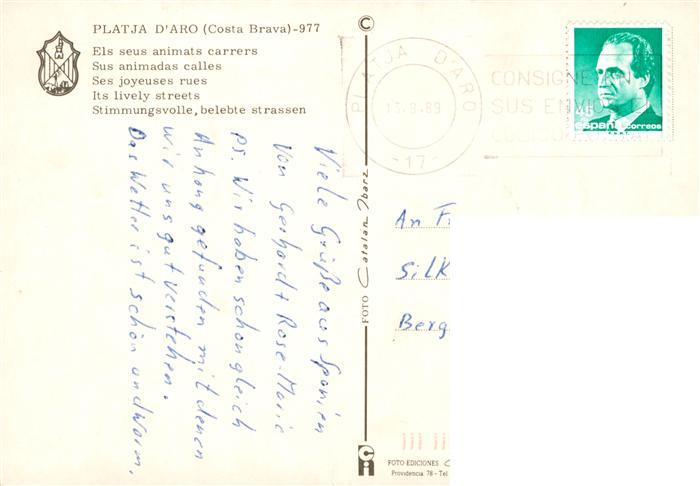 PLATJA D'ARO (Costa Brava)-977
Els seus animats carrers
Sus animadas calles
Ses joyeuses rues
Its lively streets
Stimmungsvolle, belebte strassen
Viele Grüße aus Spanien
Von Gerhard + Rose-Marie
PS. Wir haben schon gleich
Anhang gefunden mit denen
wir uns gut verstehen.
Das Wetter ist schön und warm.
©
FOTO Catalán Ibarz
FOTO-EDICIONES
Providencia, 78 - Tel
PLATJA D'ARO
-17-
CONSIGNE
SUS
españa correos
An
Silk
Berg